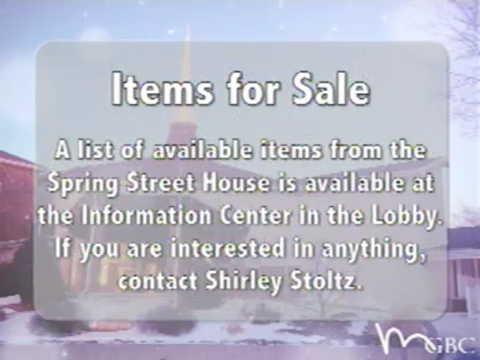 Items for Sale
A list of available items from the
Spring Street House is available at
the Information Center in the Lobby.
If you are interested in anything,
contact Shirley Stoltz.
GBC